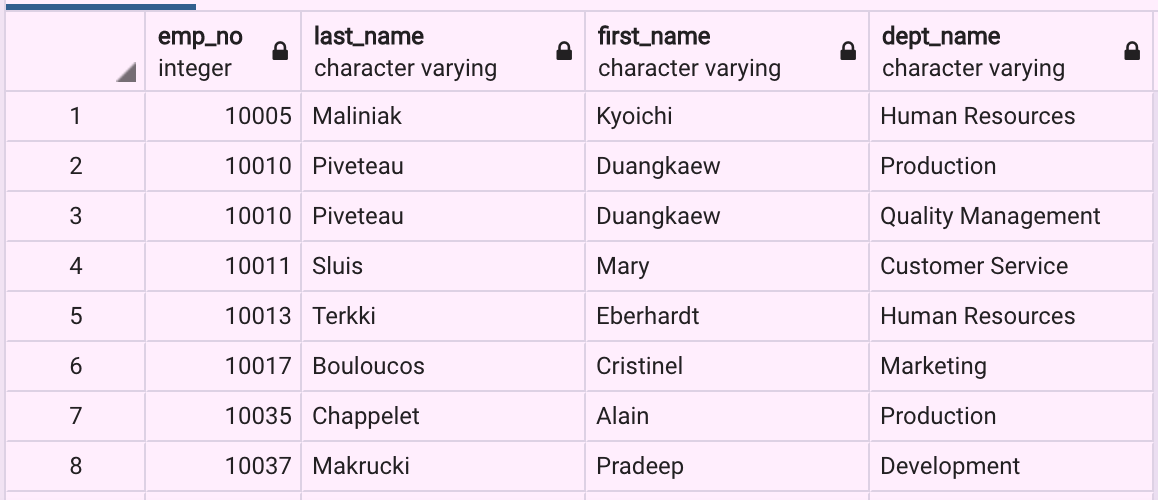 emp_no last_name first_name dept_name
integer character varying character varying character varying
1 10005 Maliniak Kyoichi Human Resources
2 10010 Piveteau Duangkaew Production
3 10010 Piveteau Duangkaew Quality Management
4 10011 Sluis Mary Customer Service
5 10013 Terkki Eberhardt Human Resources
6 10017 Bouloucos Cristinel Marketing
7 10035 Chappelet Alain Production
8 10037 Makrucki Pradeep Development